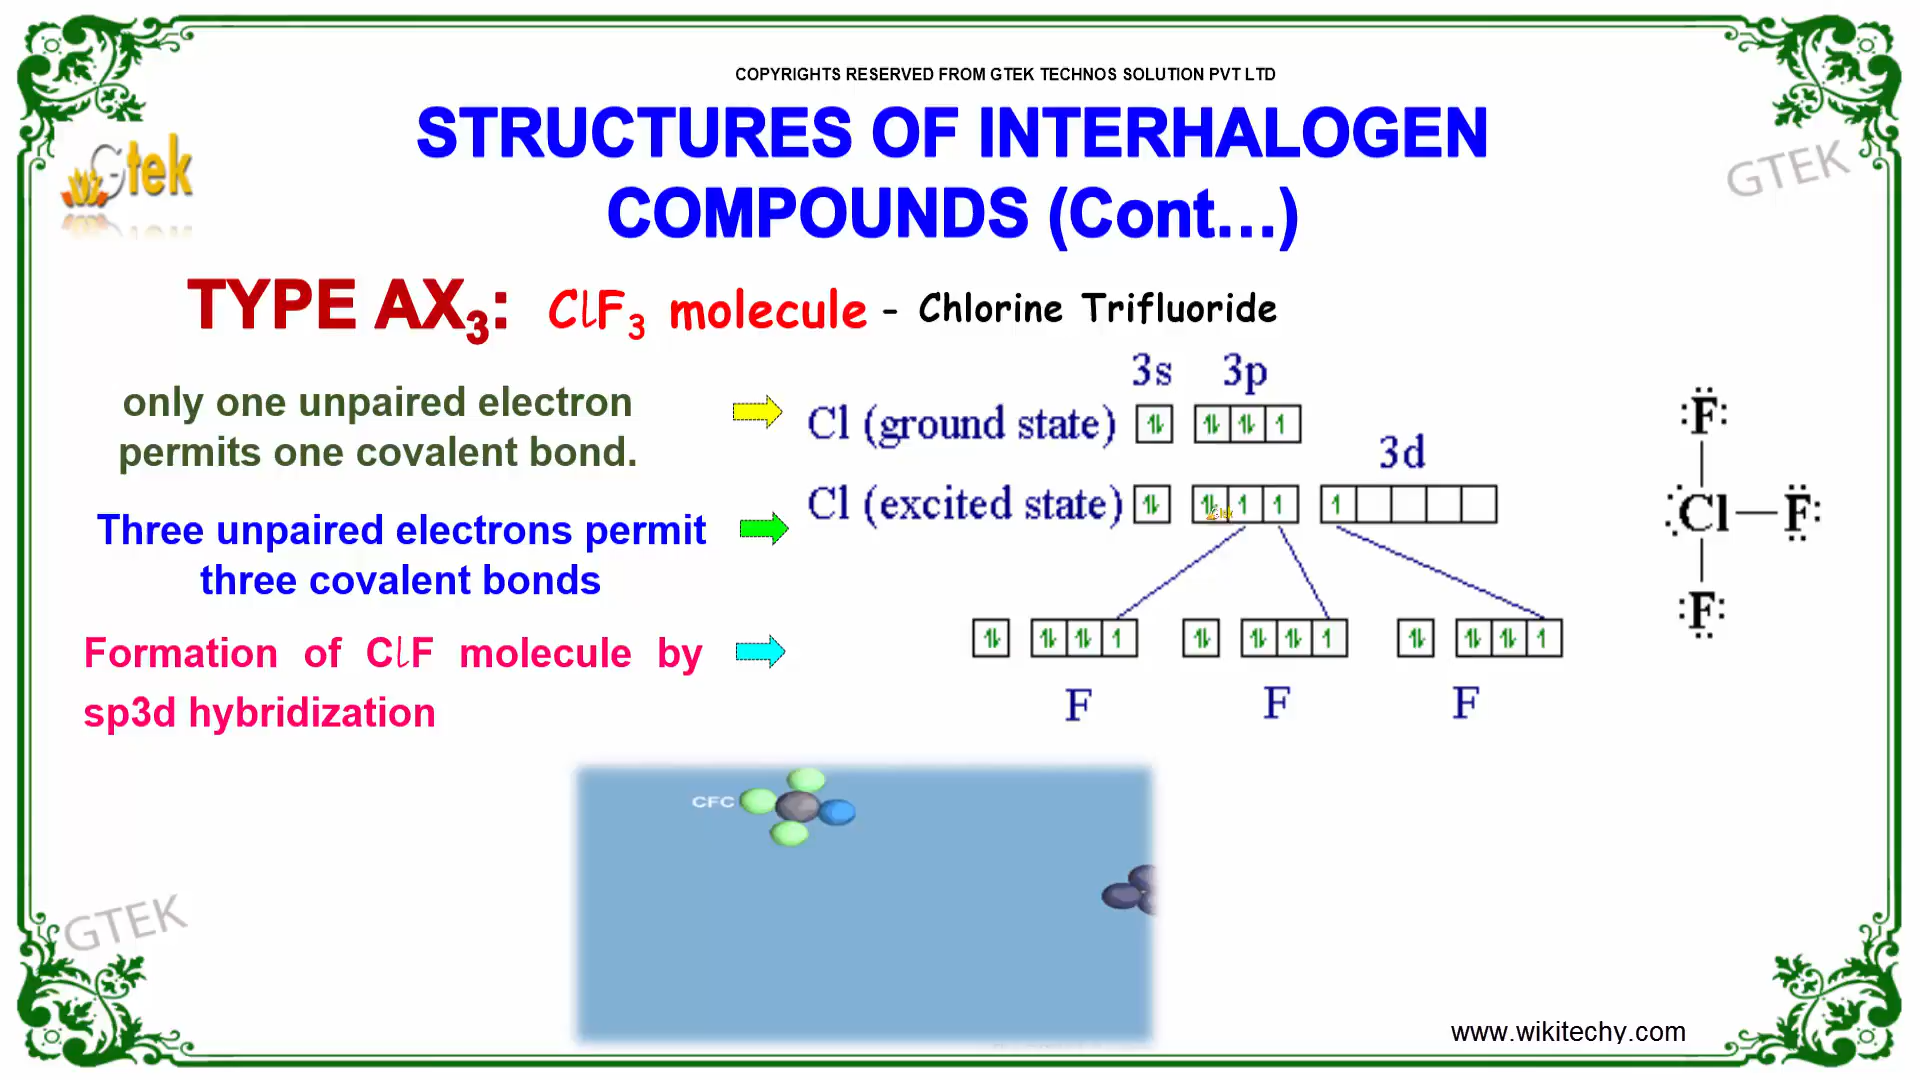 COPYRIGHTS RESERVED FROM GTEK TECHNOS SOLUTION PVT LTD
STRUCTURES OF INTERHALOGEN
COMPOUNDS (Cont...)
Gtek
GTEK
TYPE AX₃: ClF₃ molecule - Chlorine Trifluoride
only one unpaired electron
permits one covalent bond.
Three unpaired electrons permit
three covalent bonds
Formation of ClF molecule by
sp3d hybridization
3s 3p
Cl (ground state) ⥮ ⥮ ⥮ ↿
3d
Cl (excited state) ⥮ ⥮ ↿ ↿ ↿
⥮ ⥮ ⥮ ↿ ⥮ ⥮ ⥮ ↿ ⥮ ⥮ ⥮ ↿
F F F
F
Cl — F
F
CFC
GTEK
www.wikitechy.com